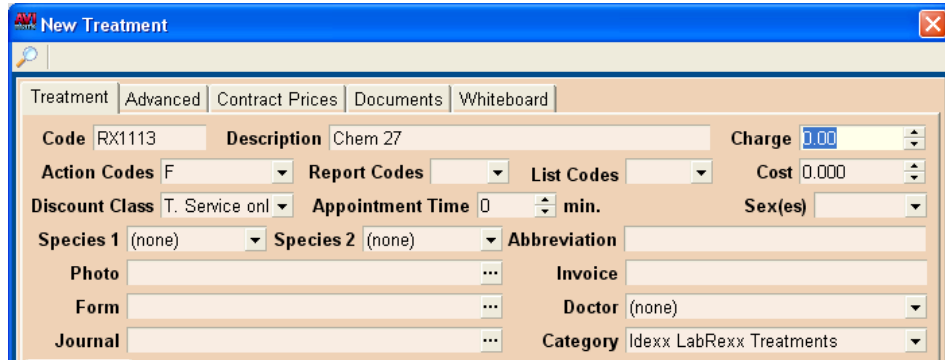 AVI New Treatment
Treatment Advanced Contract Prices Documents Whiteboard
Code RX1113 Description Chem 27 Charge 0.00
Action Codes F Report Codes List Codes Cost 0.000
Discount Class T. Service onl Appointment Time 0 min. Sex(es)
Species 1 (none) Species 2 (none) Abbreviation
Photo ... Invoice
Form ... Doctor (none)
Journal ... Category Idexx LabRexx Treatments